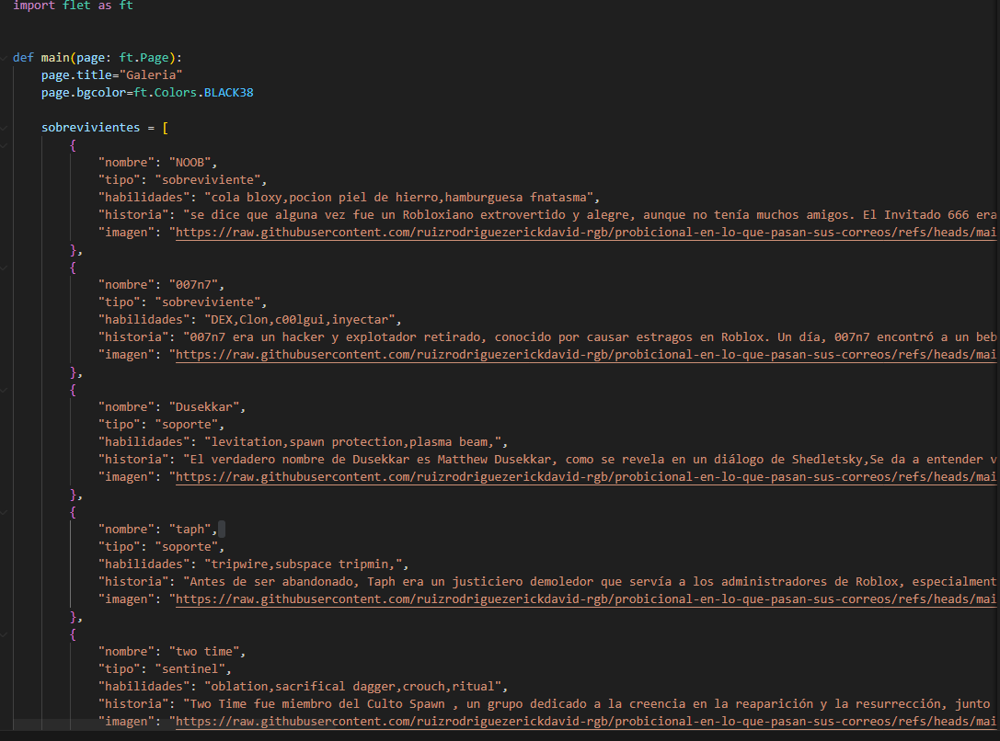 import flet as ft
def main(page: ft.Page):
    page.title="Galeria"
    page.bgcolor=ft.Colors.BLACK38
    sobrevivientes = [
        {
            "nombre": "NOOB",
            "tipo": "sobreviviente",
            "habilidades": "cola bloxy,pocion piel de hierro,hamburguesa fnatasma",
            "historia": "se dice que alguna vez fue un Robloxiano extrovertido y alegre, aunque no tenía muchos amigos. El Invitado 666 era
            "imagen": "https://raw.githubusercontent.com/ruizrodriguezerickdavid-rgb/probicional-en-lo-que-pasan-sus-correos/refs/heads/mai
        },
        {
            "nombre": "007n7",
            "tipo": "sobreviviente",
            "habilidades": "DEX,Clon,c00lgui,inyectar",
            "historia": "007n7 era un hacker y explotador retirado, conocido por causar estragos en Roblox. Un día, 007n7 encontró a un beb
            "imagen": "https://raw.githubusercontent.com/ruizrodriguezerickdavid-rgb/probicional-en-lo-que-pasan-sus-correos/refs/heads/mai
        },
        {
            "nombre": "Dusekkar",
            "tipo": "soporte",
            "habilidades": "levitation,spawn protection,plasma beam,",
            "historia": "El verdadero nombre de Dusekkar es Matthew Dusekkar, como se revela en un diálogo de Shedletsky,Se da a entender v
            "imagen": "https://raw.githubusercontent.com/ruizrodriguezerickdavid-rgb/probicional-en-lo-que-pasan-sus-correos/refs/heads/mai
        },
        {
            "nombre": "taph",
            "tipo": "soporte",
            "habilidades": "tripwire,subspace tripmin,",
            "historia": "Antes de ser abandonado, Taph era un justiciero demoledor que servía a los administradores de Roblox, especialment
            "imagen": "https://raw.githubusercontent.com/ruizrodriguezerickdavid-rgb/probicional-en-lo-que-pasan-sus-correos/refs/heads/mai
        },
        {
            "nombre": "two time",
            "tipo": "sentinel",
            "habilidades": "oblation,sacrifical dagger,crouch,ritual",
            "historia": "Two Time fue miembro del Culto Spawn , un grupo dedicado a la creencia en la reaparición y la resurrección, junto
            "imagen": "https://raw.githubusercontent.com/ruizrodriguezerickdavid-rgb/probicional-en-lo-que-pasan-sus-correos/refs/heads/mai